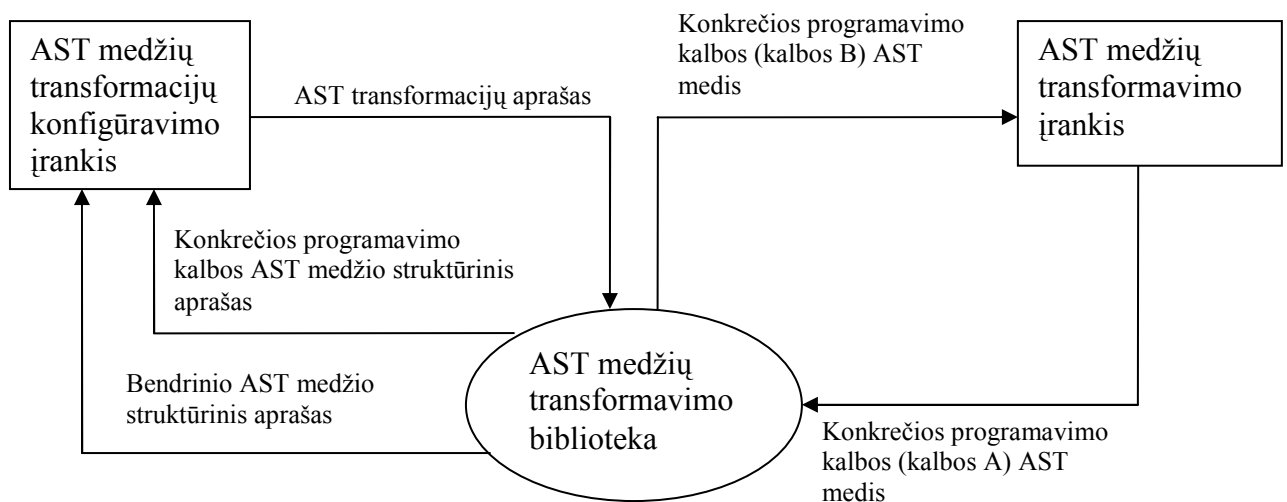 AST medžių
transformacijų
konfigūravimo
įrankis
AST transformacijų aprašas
Konkrečios programavimo
kalbos (kalbos B) AST
medis
AST medžių
transformavimo
įrankis
Konkrečios programavimo
kalbos AST medžio struktūrinis
aprašas
Bendrinio AST medžio
struktūrinis aprašas
AST medžių
transformavimo
biblioteka
Konkrečios programavimo
kalbos (kalbos A) AST
medis